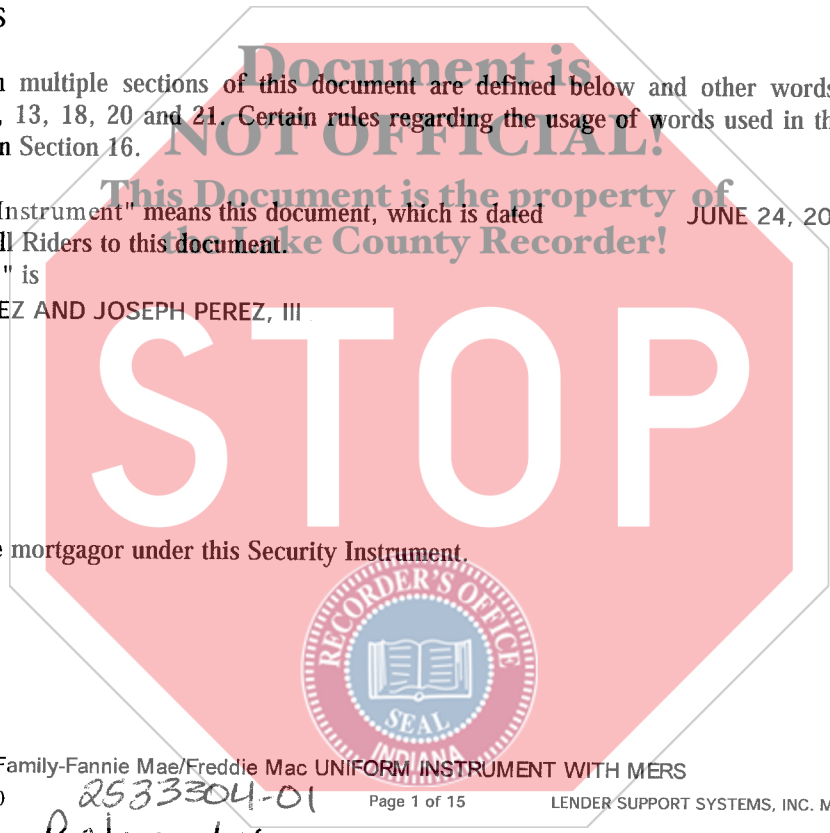 S
Document is
multiple sections of this document are defined below and other words
, 13, 18, 20 and 21. Certain rules regarding the usage of words used in th
NOT OFFICIAL!
n Section 16.
This Document is the property of
Instrument" means this document, which is dated JUNE 24, 20
the Lake County Recorder!
ll Riders to this document.
" is
EZ AND JOSEPH PEREZ, III
STOP
mortgagor under this Security Instrument.
RECORDER'S OFFICE
SEAL
INDIANA
Family-Fannie Mae/Freddie Mac UNIFORM INSTRUMENT WITH MERS
) 2533304-01 Page 1 of 15 LENDER SUPPORT SYSTEMS, INC. M